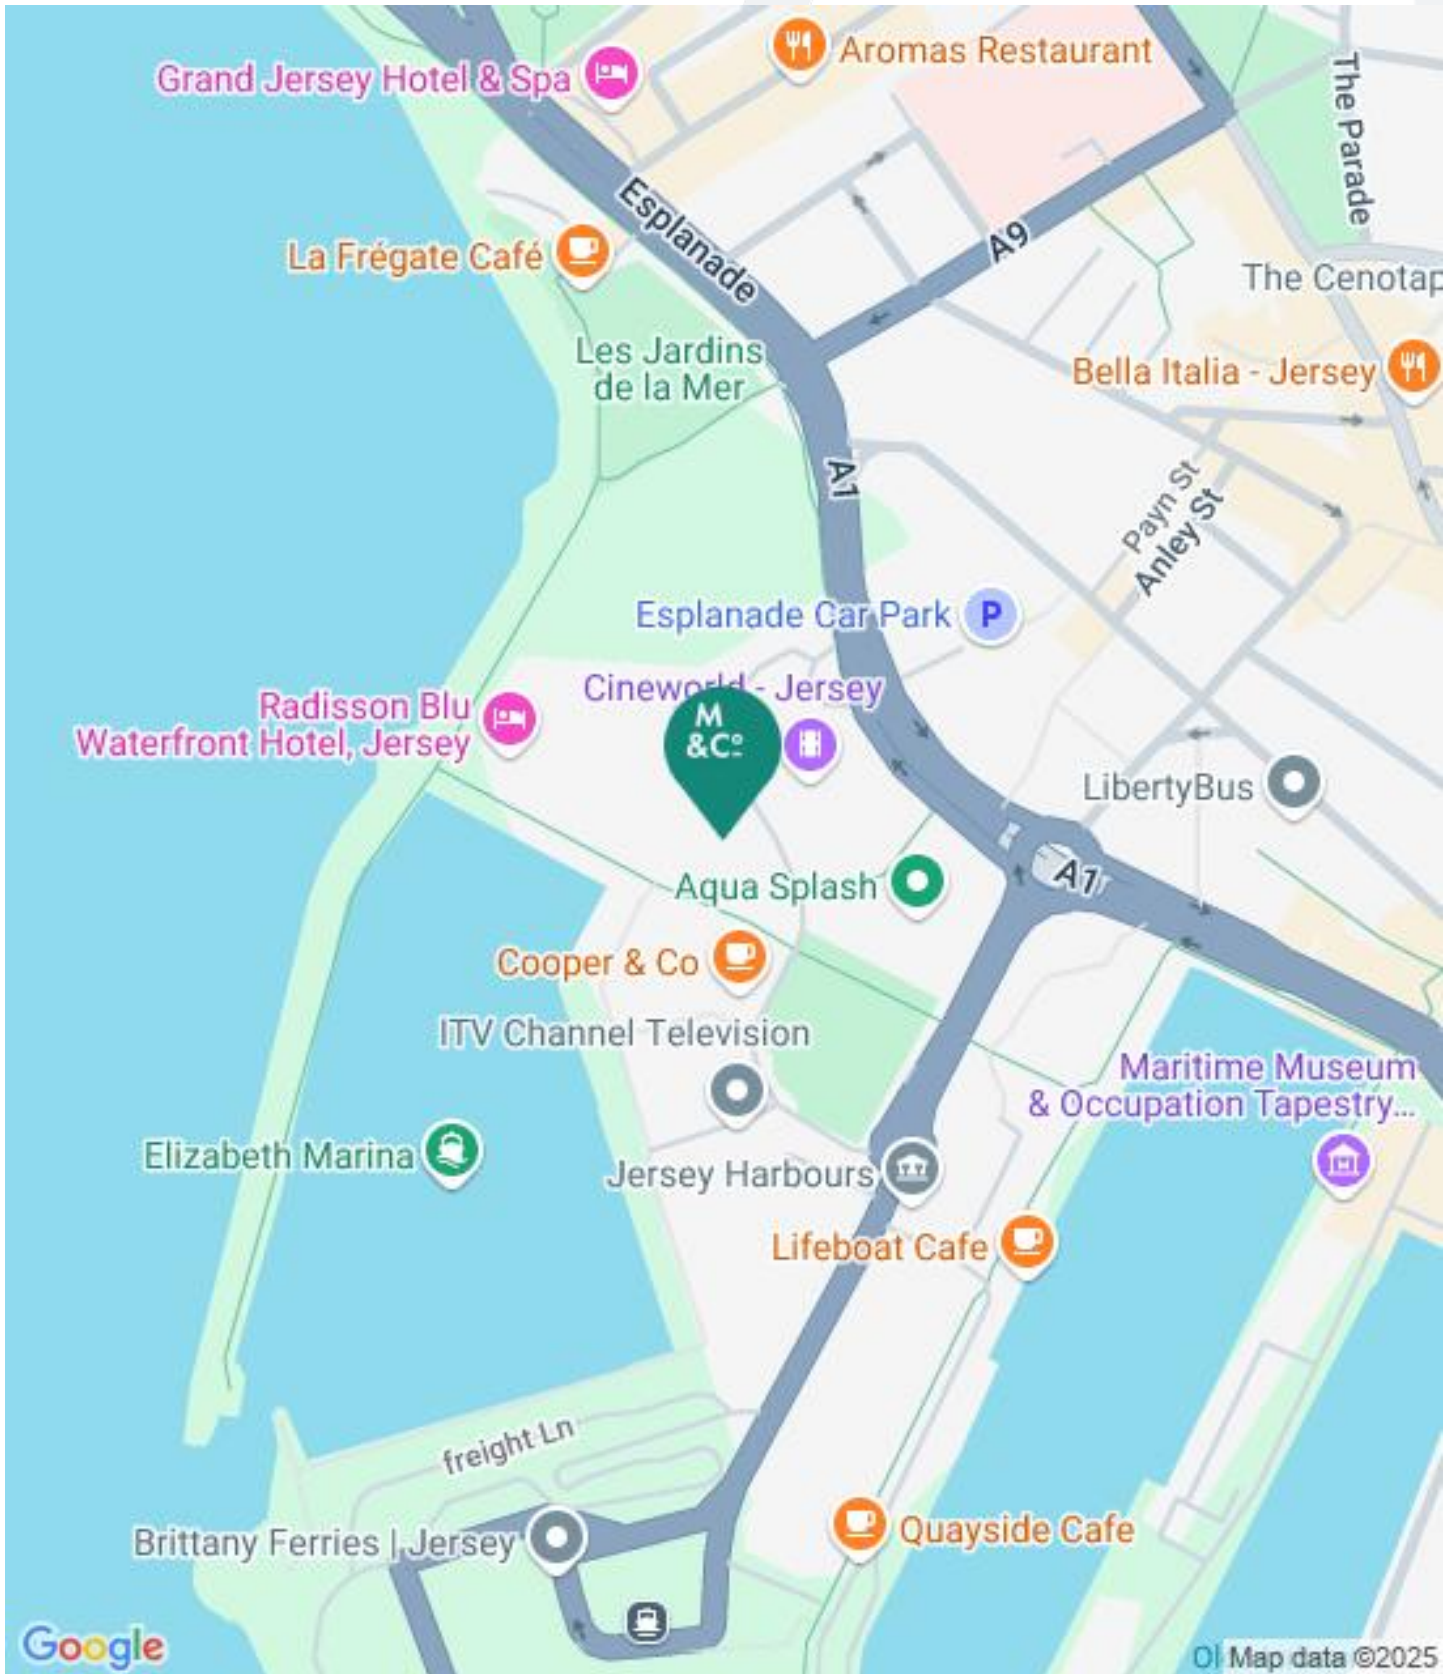 Aromas Restaurant
Grand Jersey Hotel & Spa
The Parade
Esplanade
A9
La Frégate Café
The Cenotap
Les Jardins
de la Mer
Bella Italia - Jersey
A1
Payn St
Anley St
Esplanade Car Park
P
Cineworld - Jersey
Radisson Blu
Waterfront Hotel, Jersey
M
&Co
LibertyBus
A1
Aqua Splash
Cooper & Co
ITV Channel Television
Maritime Museum
& Occupation Tapestry...
Elizabeth Marina
Jersey Harbours
Lifeboat Cafe
freight Ln
Quayside Cafe
Brittany Ferries | Jersey
Google
Map data ©2025